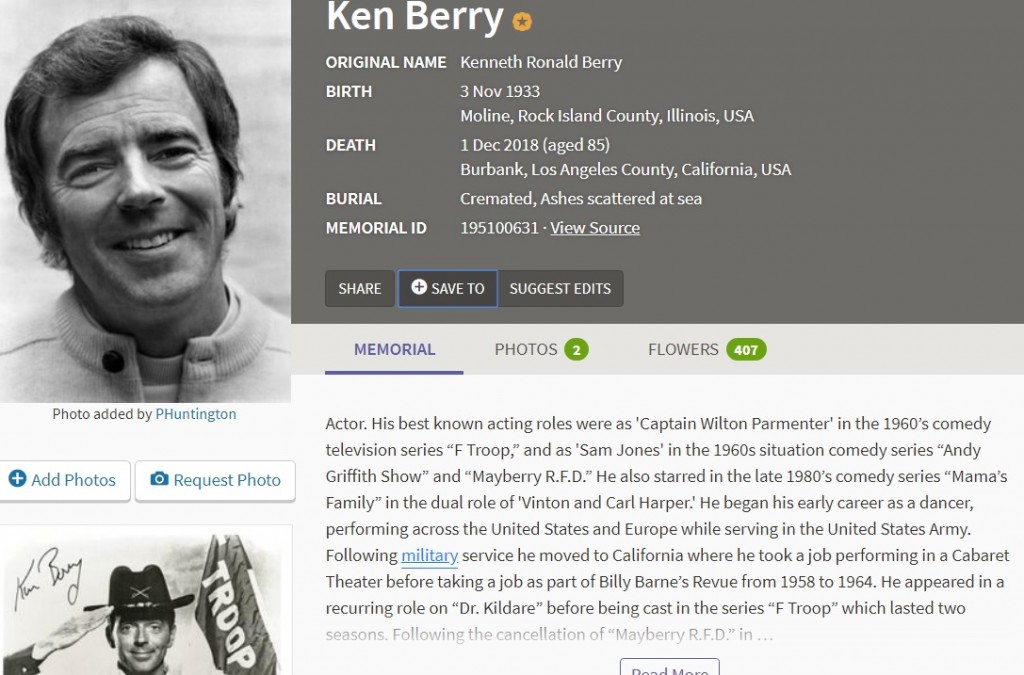 Ken Berry
ORIGINAL NAME Kenneth Ronald Berry
BIRTH 3 Nov 1933
Moline, Rock Island County, Illinois, USA
DEATH 1 Dec 2018 (aged 85)
Burbank, Los Angeles County, California, USA
BURIAL Cremated, Ashes scattered at sea
MEMORIAL ID 195100631 · View Source
SHARE SAVE TO SUGGEST EDITS
MEMORIAL PHOTOS 2 FLOWERS 407
Photo added by PHuntington
Add Photos Request Photo
Ken Berry
TROOP
Actor. His best known acting roles were as 'Captain Wilton Parmenter' in the 1960’s comedy
television series “F Troop,” and as 'Sam Jones' in the 1960s situation comedy series “Andy
Griffith Show” and “Mayberry R.F.D.” He also starred in the late 1980’s comedy series “Mama’s
Family” in the dual role of 'Vinton and Carl Harper.' He began his early career as a dancer,
performing across the United States and Europe while serving in the United States Army.
Following military service he moved to California where he took a job performing in a Cabaret
Theater before taking a job as part of Billy Barne’s Revue from 1958 to 1964. He appeared in a
recurring role on “Dr. Kildare” before being cast in the series “F Troop” which lasted two
seasons. Following the cancellation of “Mayberry R.F.D.” in …
Read More